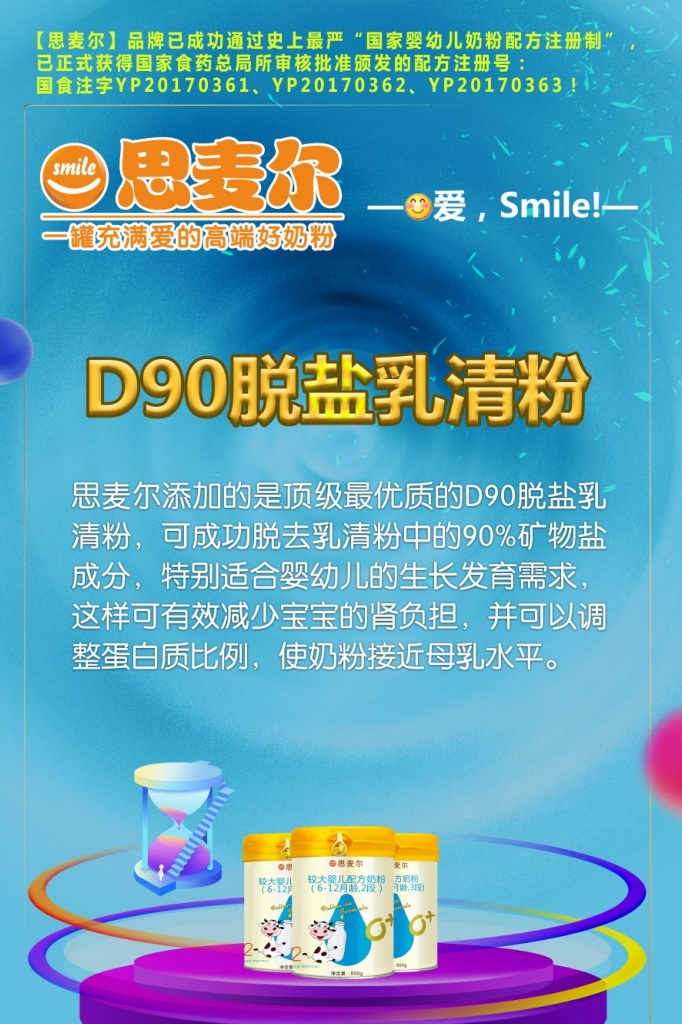 【思麦尔】品牌已成功通过史上最严“国家婴幼儿奶粉配方注册制”，
已正式获得国家食药总局所审核批准颁发的配方注册号：
国食注字YP20170361、YP20170362、YP20170363！
smile 思麦尔
一罐充满爱的高端好奶粉
—😊爱，Smile!—
D90脱盐乳清粉
思麦尔添加的是顶级最优质的D90脱盐乳
清粉，可成功脱去乳清粉中的90%矿物盐
成分，特别适合婴幼儿的生长发育需求，
这样可有效减少宝宝的肾负担，并可以调
整蛋白质比例，使奶粉接近母乳水平。
思麦尔
较大婴儿配方奶粉
（6-12月龄,2段）
Follow-on
Formula
净含量：800g